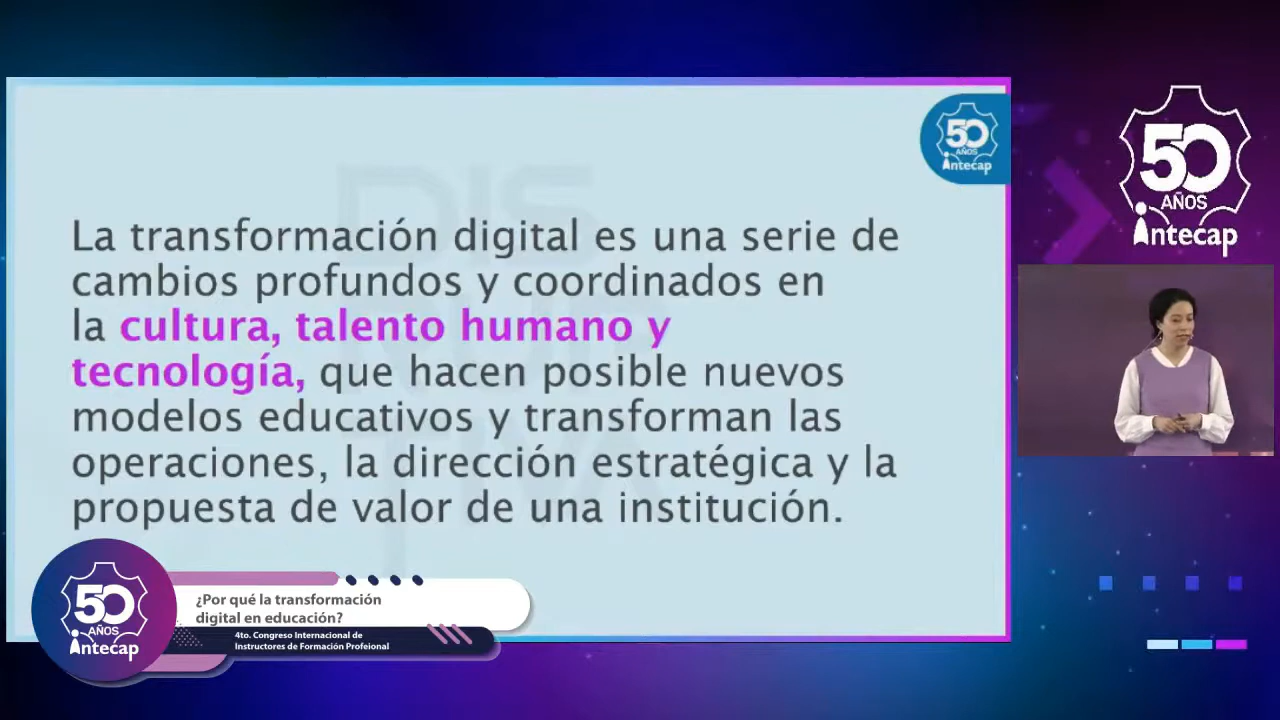 50
AÑOS
intecap
La transformación digital es una serie de
cambios profundos y coordinados en
la cultura, talento humano y
tecnología, que hacen posible nuevos
modelos educativos y transforman las
operaciones, la dirección estratégica y la
propuesta de valor de una institución.
50
AÑOS
intecap
50
AÑOS
intecap
¿Por qué la transformación
digital en educación?
4to. Congreso Internacional de
Instructores de Formación Profeional